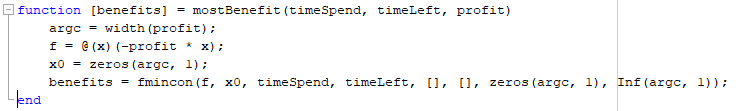 function [benefits] = mostBenefit(timeSpend, timeLeft, profit)
    argc = width(profit);
    f = @(x)(-profit * x);
    x0 = zeros(argc, 1);
    benefits = fmincon(f, x0, timeSpend, timeLeft, [], [], zeros(argc, 1), Inf(argc, 1));
end